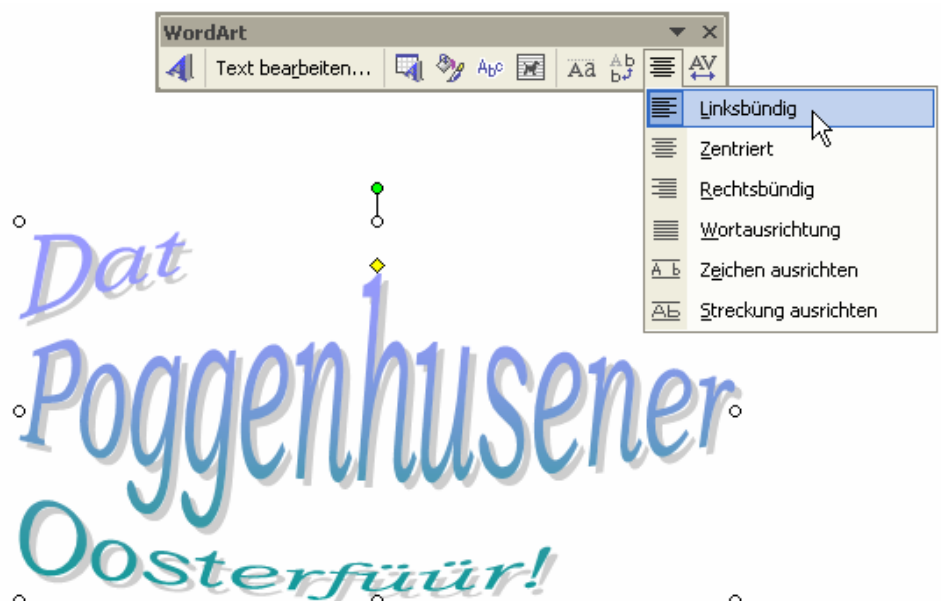 WordArt
Text bearbeiten...
Linksbündig
Zentriert
Rechtsbündig
Wortausrichtung
Zeichen ausrichten
Streckung ausrichten
Dat
Poggenhusener
Oosterfüür!